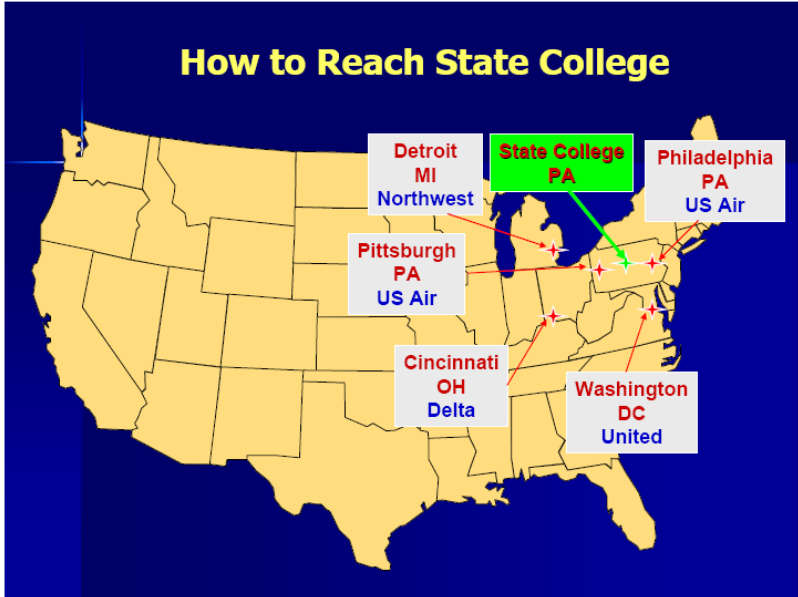 How to Reach State College
Detroit
MI
Northwest
State College
PA
Philadelphia
PA
US Air
Pittsburgh
PA
US Air
Cincinnati
OH
Delta
Washington
DC
United